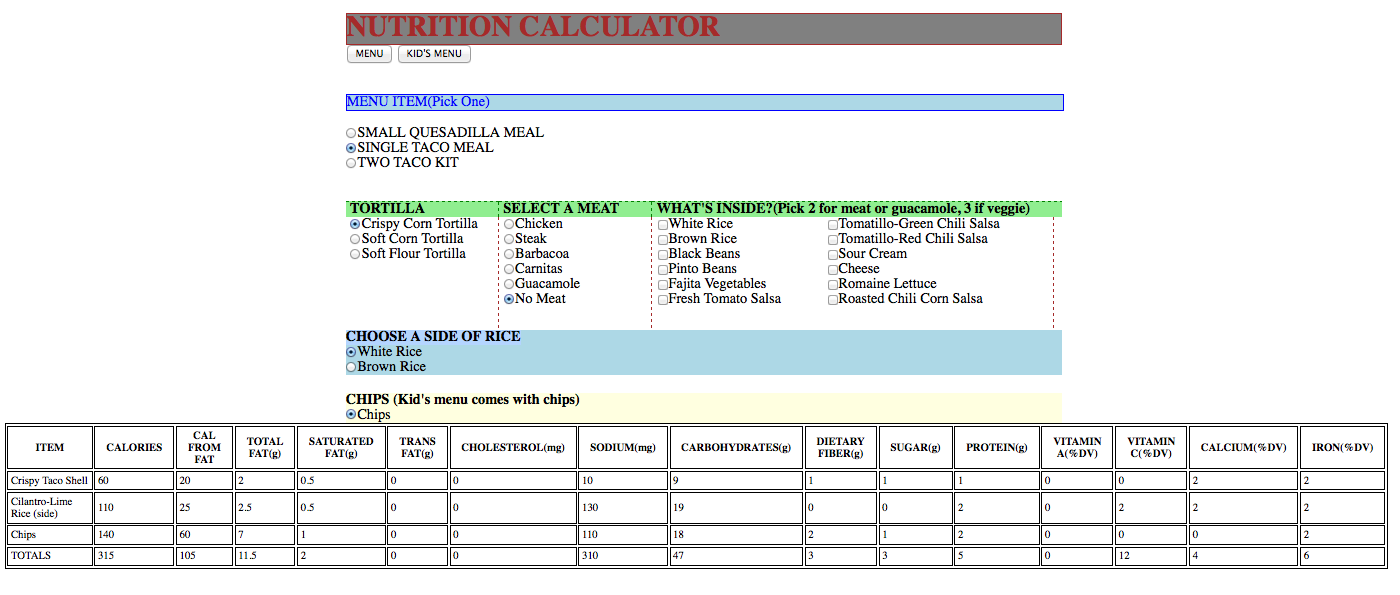 NUTRITION CALCULATOR
MENU KID'S MENU
MENU ITEM(Pick One)
SMALL QUESADILLA MEAL
SINGLE TACO MEAL
TWO TACO KIT
TORTILLA SELECT A MEAT WHAT'S INSIDE?(Pick 2 for meat or guacamole, 3 if veggie)
Crispy Corn Tortilla Chicken White Rice Tomatillo-Green Chili Salsa
Soft Corn Tortilla Steak Brown Rice Tomatillo-Red Chili Salsa
Soft Flour Tortilla Barbacoa Black Beans Sour Cream
Carnitas Pinto Beans Cheese
Guacamole Fajita Vegetables Romaine Lettuce
No Meat Fresh Tomato Salsa Roasted Chili Corn Salsa
CHOOSE A SIDE OF RICE
White Rice
Brown Rice
CHIPS (Kid's menu comes with chips)
Chips
ITEM CALORIES CAL FROM FAT TOTAL FAT(g) SATURATED FAT(g) TRANS FAT(g) CHOLESTEROL(mg) SODIUM(mg) CARBOHYDRATES(g) DIETARY FIBER(g) SUGAR(g) PROTEIN(g) VITAMIN A(%DV) VITAMIN C(%DV) CALCIUM(%DV) IRON(%DV)
Crispy Taco Shell 60 20 2 0.5 0 0 10 9 1 1 1 0 0 2 2
Cilantro-Lime Rice (side) 110 25 2.5 0.5 0 0 130 19 0 0 2 0 2 2 2
Chips 140 60 7 1 0 0 110 18 2 1 2 0 0 0 2
TOTALS 315 105 11.5 2 0 0 310 47 3 3 5 0 12 4 6